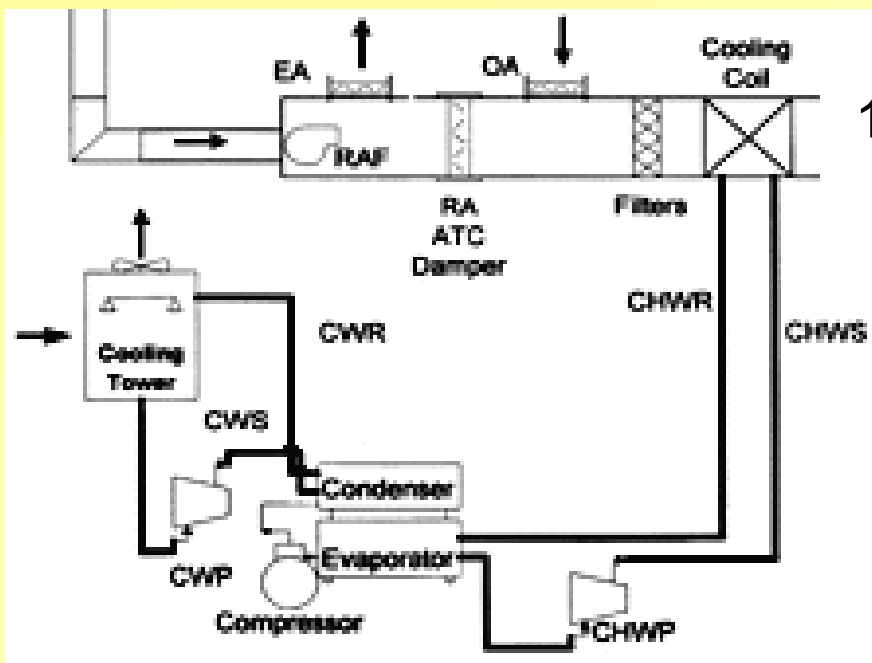 EA
OA
Cooling
Coil
1
RAF
RA
ATC
Damper
Filters
CHWR
CHWS
CWR
Cooling
Tower
CWS
Condenser
Evaporator
CWP
Compressor
CHWP